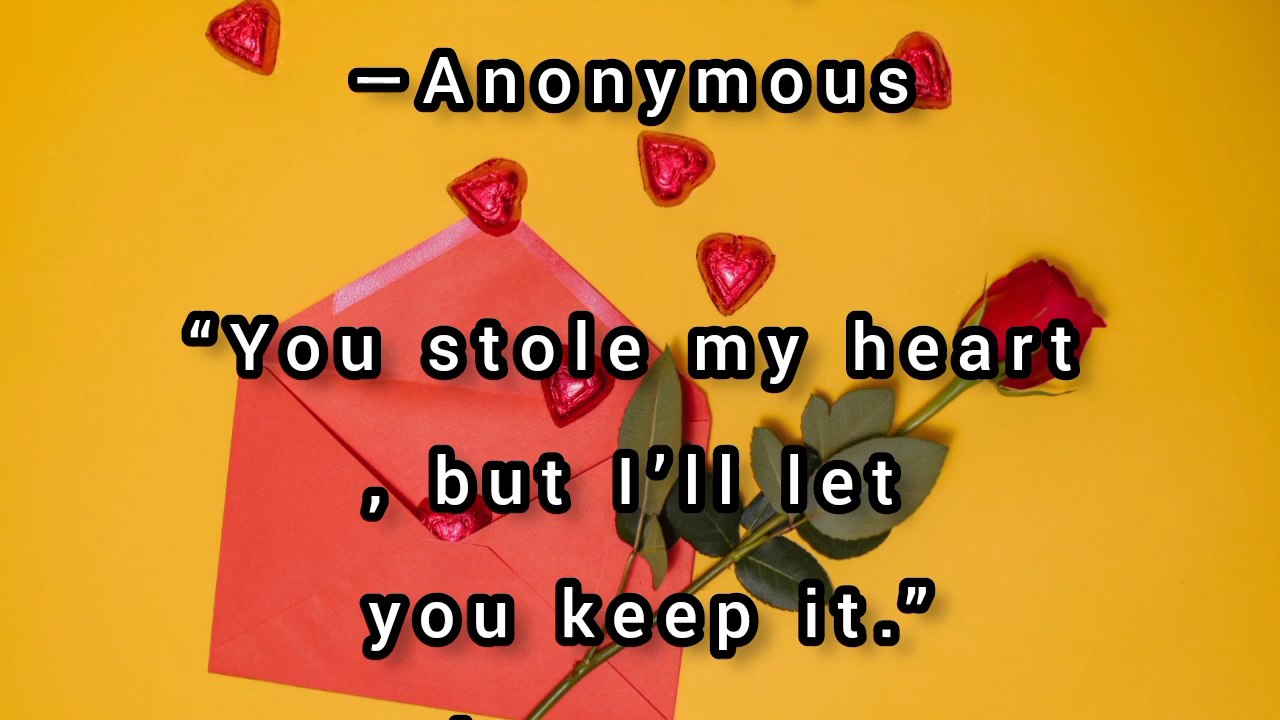 —Anonymous
“You stole my heart
, but I’ll let
you keep it.”